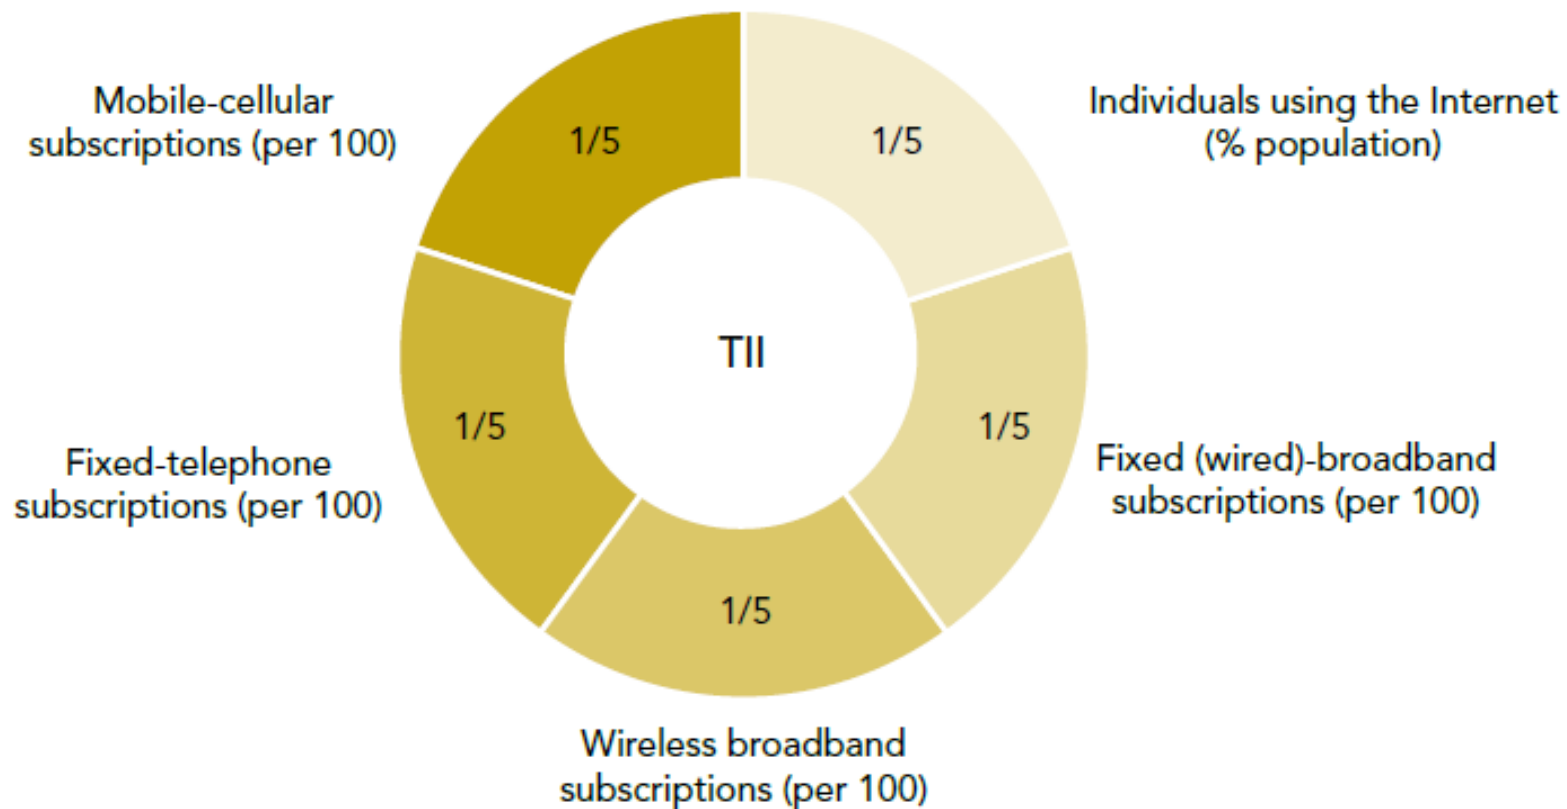 Mobile-cellular
subscriptions (per 100)
1/5
1/5
Individuals using the Internet
(% population)
TII
Fixed-telephone
subscriptions (per 100)
1/5
1/5
Fixed (wired)-broadband
subscriptions (per 100)
1/5
Wireless broadband
subscriptions (per 100)